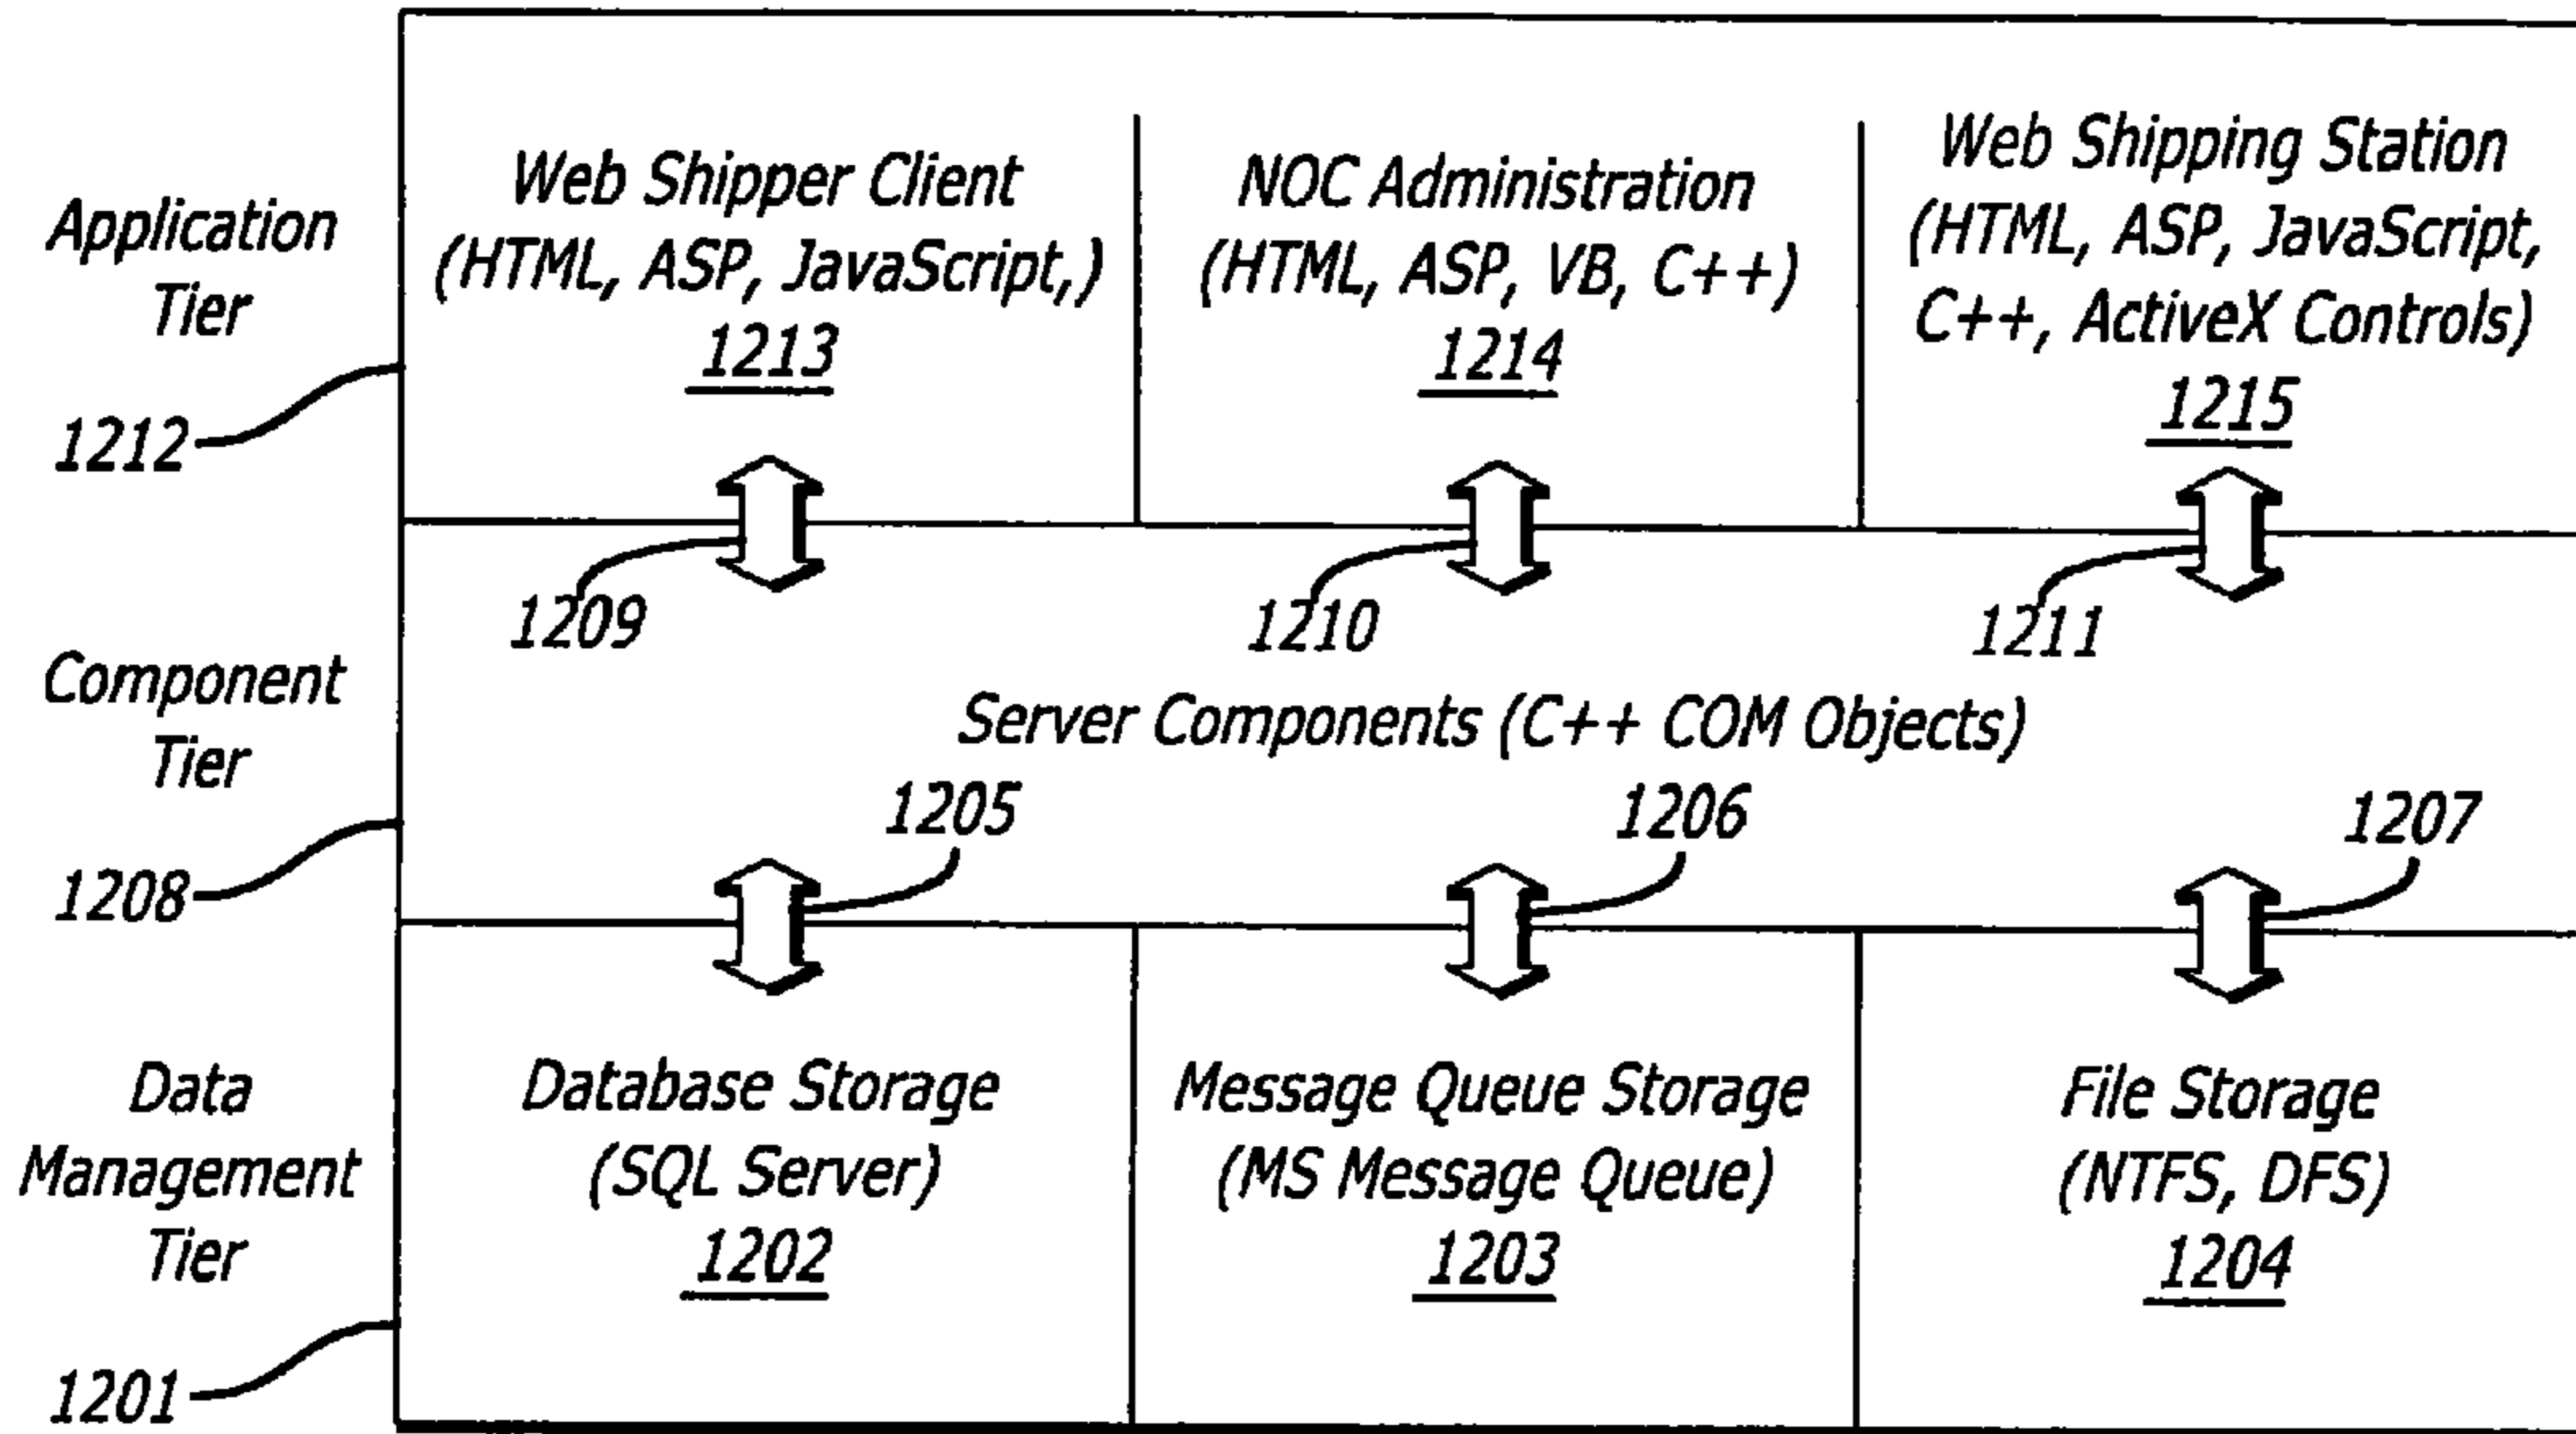 Application
Tier
1212
Web Shipper Client
(HTML, ASP, JavaScript,)
1213
NOC Administration
(HTML, ASP, VB, C++)
1214
Web Shipping Station
(HTML, ASP, JavaScript,
C++, ActiveX Controls)
1215
1209
1210
1211
Component
Tier
1208
Server Components (C++ COM Objects)
1205
1206
1207
Data
Management
Tier
1201
Database Storage
(SQL Server)
1202
Message Queue Storage
(MS Message Queue)
1203
File Storage
(NTFS, DFS)
1204